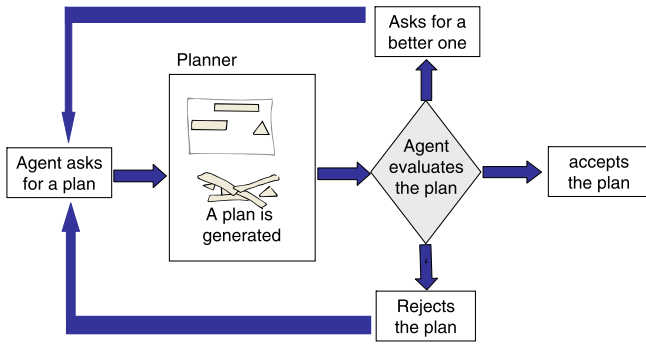 Asks for a
better one
Planner
Agent asks
for a plan
A plan is
generated
Agent
evaluates
the plan
accepts
the plan
Rejects
the plan